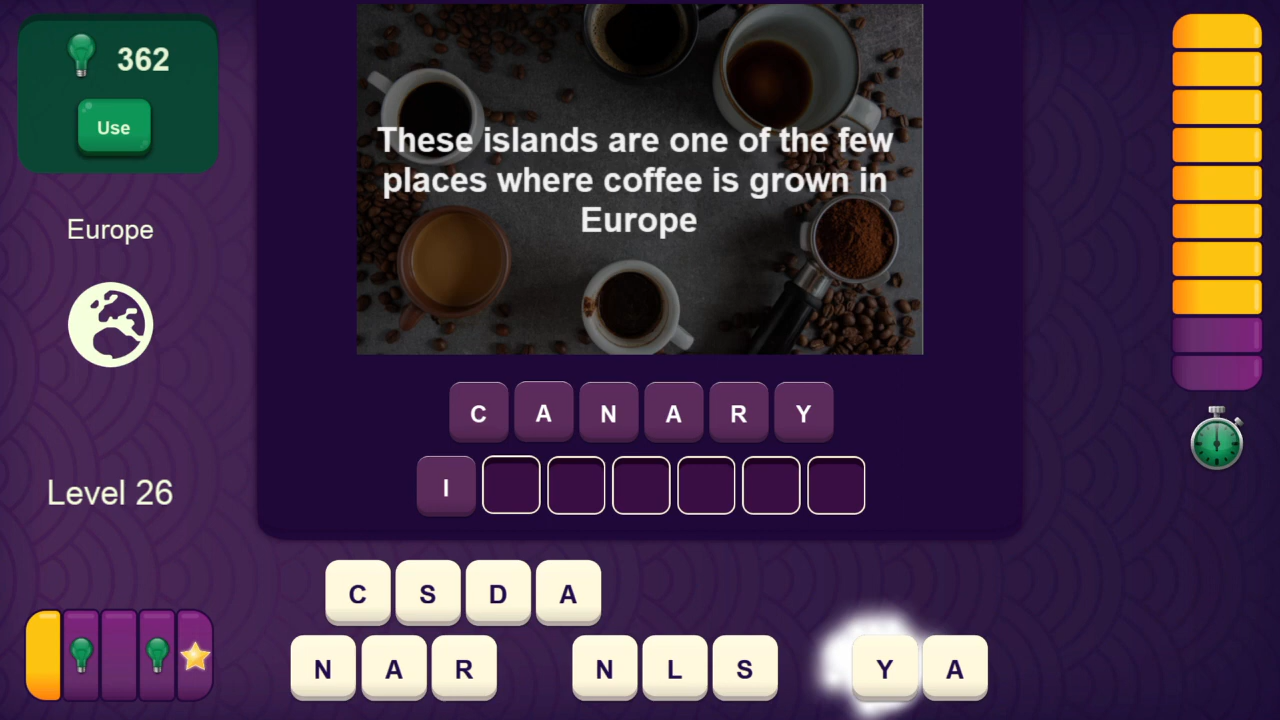 362
Use
These islands are one of the few
places where coffee is grown in
Europe
Europe
C A N A R Y
I
Level 26
C S D A
N A R N L S Y A